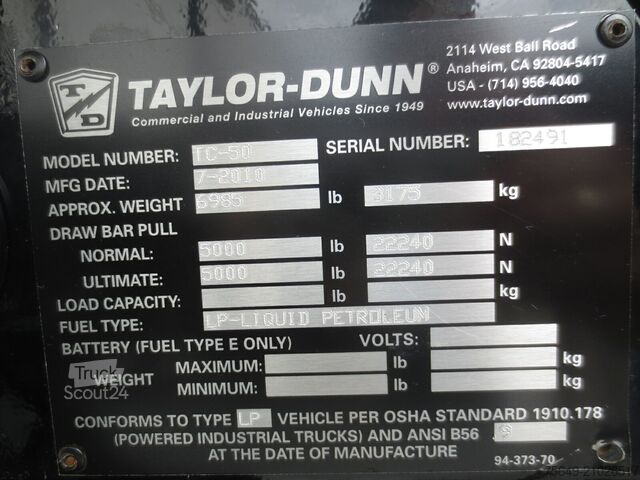 2114 West Ball Road
Anaheim, CA 92804-5417
USA - (714) 956-4040
www.taylor-dunn.com
T D
TAYLOR-DUNN®
Commercial and Industrial Vehicles Since 1949
MODEL NUMBER: TC-50 SERIAL NUMBER: 182491
MFG DATE: 7-2010
APPROX. WEIGHT 6985 lb 3175 kg
DRAW BAR PULL
NORMAL: 5000 lb 22240 N
ULTIMATE: 5000 lb 22240 N
LOAD CAPACITY: lb kg
FUEL TYPE: LP-LIQUID PETROLEUM
BATTERY (FUEL TYPE E ONLY) VOLTS:
WEIGHT MAXIMUM: lb kg
MINIMUM: lb kg
Truck
Scout24
CONFORMS TO TYPE LP VEHICLE PER OSHA STANDARD 1910.178
(POWERED INDUSTRIAL TRUCKS) AND ANSI B56
AT THE DATE OF MANUFACTURE
94-373-70